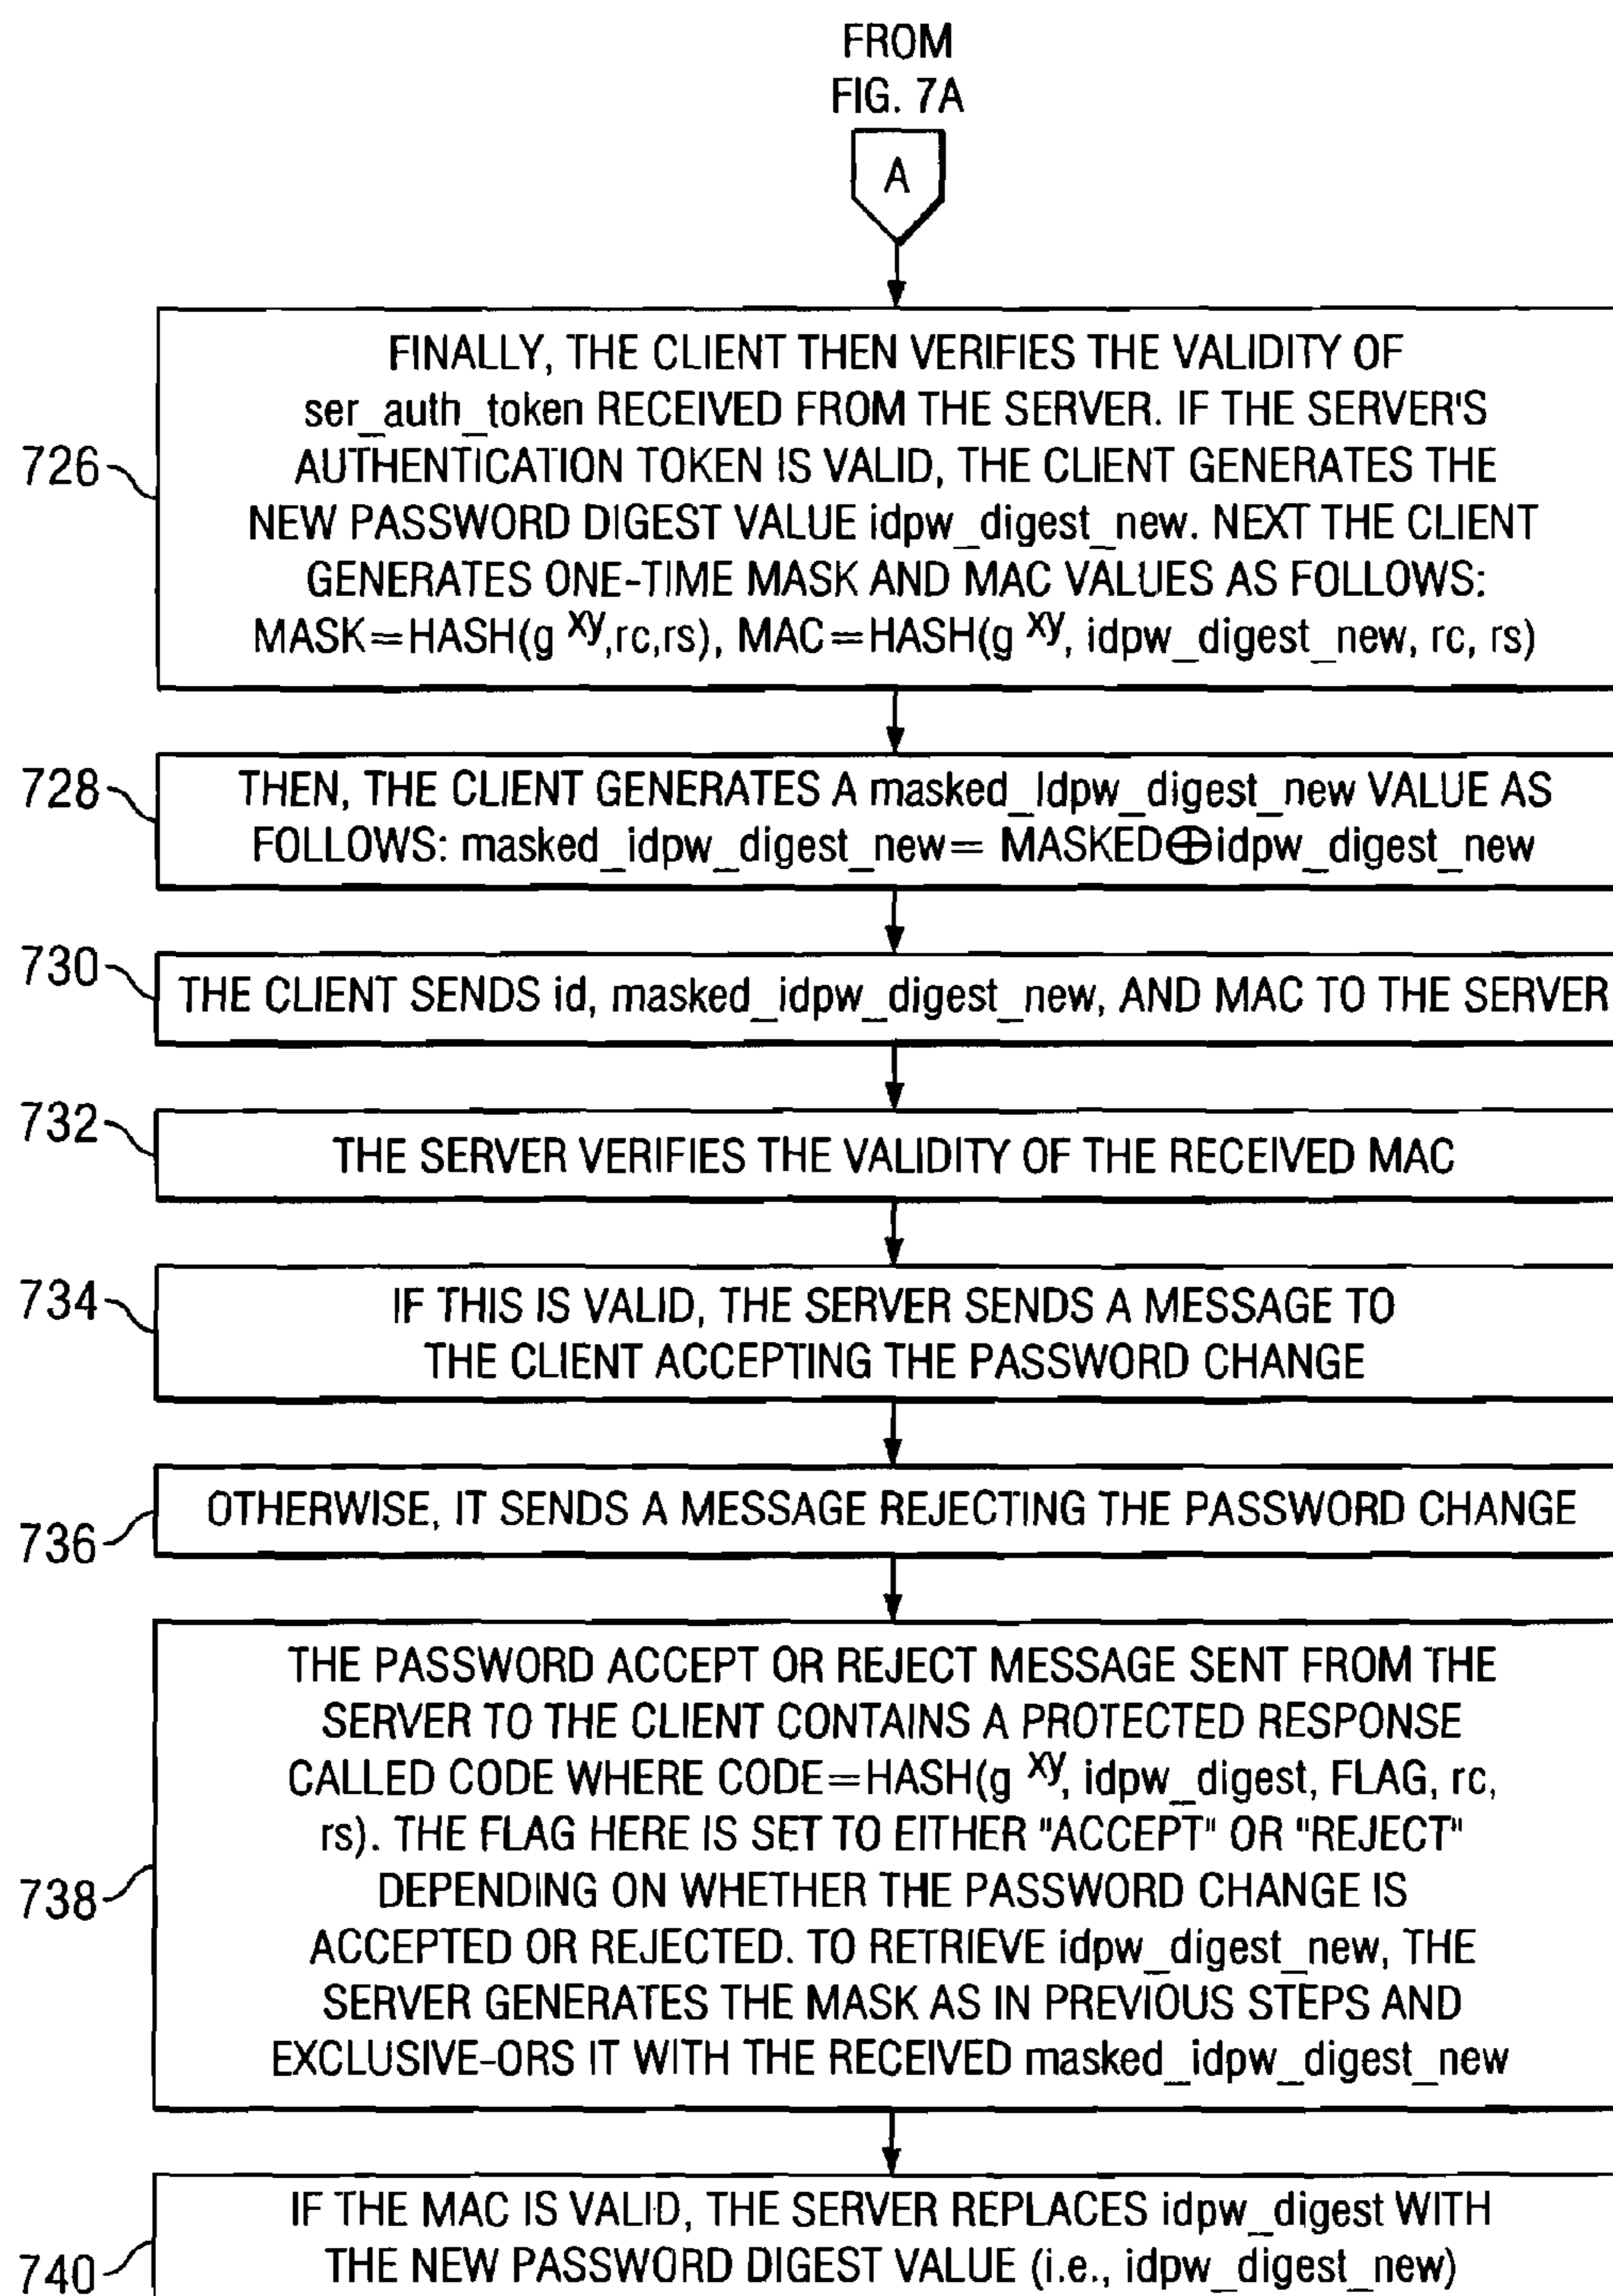 FROM
FIG. 7A
A
726
FINALLY, THE CLIENT THEN VERIFIES THE VALIDITY OF
ser_auth_token RECEIVED FROM THE SERVER. IF THE SERVER'S
AUTHENTICATION TOKEN IS VALID, THE CLIENT GENERATES THE
NEW PASSWORD DIGEST VALUE idpw_digest_new. NEXT THE CLIENT
GENERATES ONE-TIME MASK AND MAC VALUES AS FOLLOWS:
MASK=HASH(g xy,rc,rs), MAC=HASH(g xy, idpw_digest_new, rc, rs)
728
THEN, THE CLIENT GENERATES A masked_Idpw_digest_new VALUE AS
FOLLOWS: masked_idpw_digest_new= MASKED⊕idpw_digest_new
730
THE CLIENT SENDS id, masked_idpw_digest_new, AND MAC TO THE SERVER
732
THE SERVER VERIFIES THE VALIDITY OF THE RECEIVED MAC
734
IF THIS IS VALID, THE SERVER SENDS A MESSAGE TO
THE CLIENT ACCEPTING THE PASSWORD CHANGE
736
OTHERWISE, IT SENDS A MESSAGE REJECTING THE PASSWORD CHANGE
738
THE PASSWORD ACCEPT OR REJECT MESSAGE SENT FROM THE
SERVER TO THE CLIENT CONTAINS A PROTECTED RESPONSE
CALLED CODE WHERE CODE=HASH(g xy, idpw_digest, FLAG, rc,
rs). THE FLAG HERE IS SET TO EITHER "ACCEPT" OR "REJECT"
DEPENDING ON WHETHER THE PASSWORD CHANGE IS
ACCEPTED OR REJECTED. TO RETRIEVE idpw_digest_new, THE
SERVER GENERATES THE MASK AS IN PREVIOUS STEPS AND
EXCLUSIVE-ORS IT WITH THE RECEIVED masked_idpw_digest_new
740
IF THE MAC IS VALID, THE SERVER REPLACES idpw_digest WITH
THE NEW PASSWORD DIGEST VALUE (i.e., idpw_digest_new)